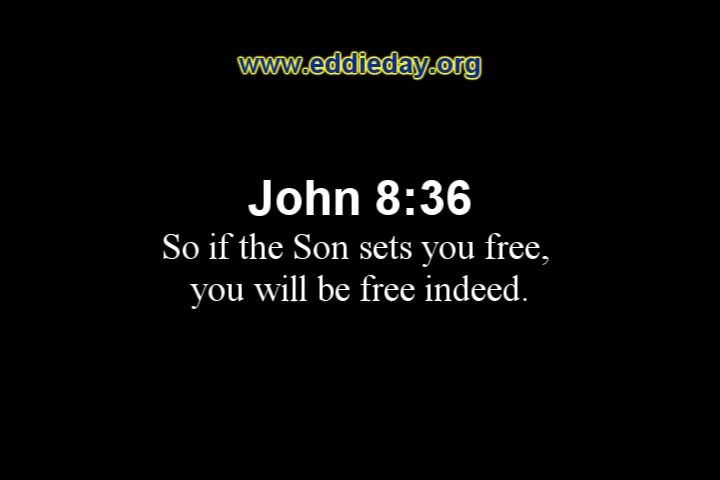 www.eddieday.org
John 8:36
So if the Son sets you free,
you will be free indeed.